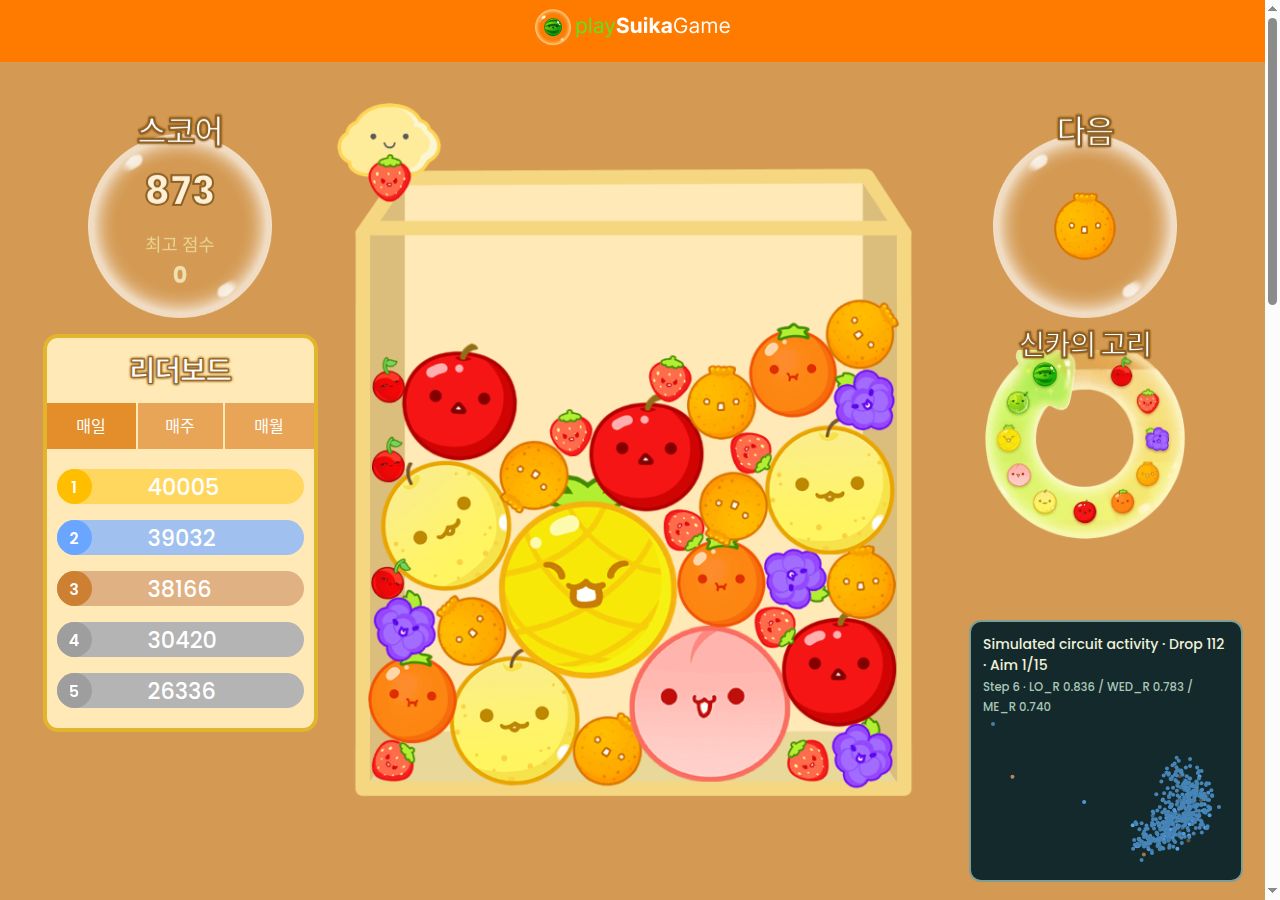 playSuikaGame
스코어
873
최고 점수
0
다음
리더보드
매일 매주 매월
1 40005
2 39032
3 38166
4 30420
5 26336
신카의 고리
Simulated circuit activity · Drop 112
· Aim 1/15
Step 6 · LO_R 0.836 / WED_R 0.783 /
ME_R 0.740